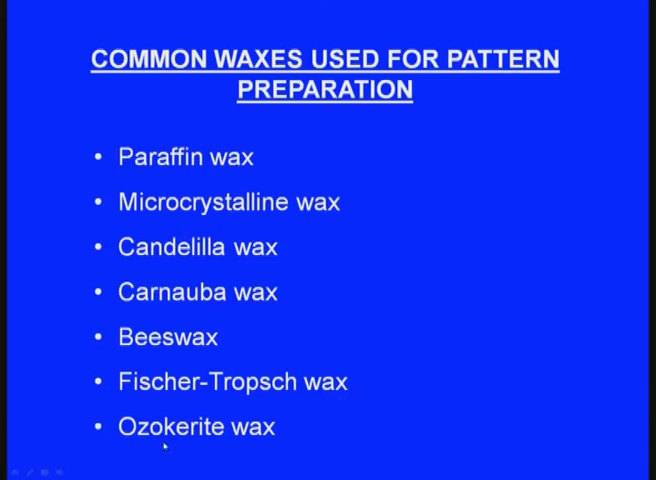 COMMON WAXES USED FOR PATTERN
PREPARATION
• Paraffin wax
• Microcrystalline wax
• Candelilla wax
• Carnauba wax
• Beeswax
• Fischer-Tropsch wax
• Ozokerite wax